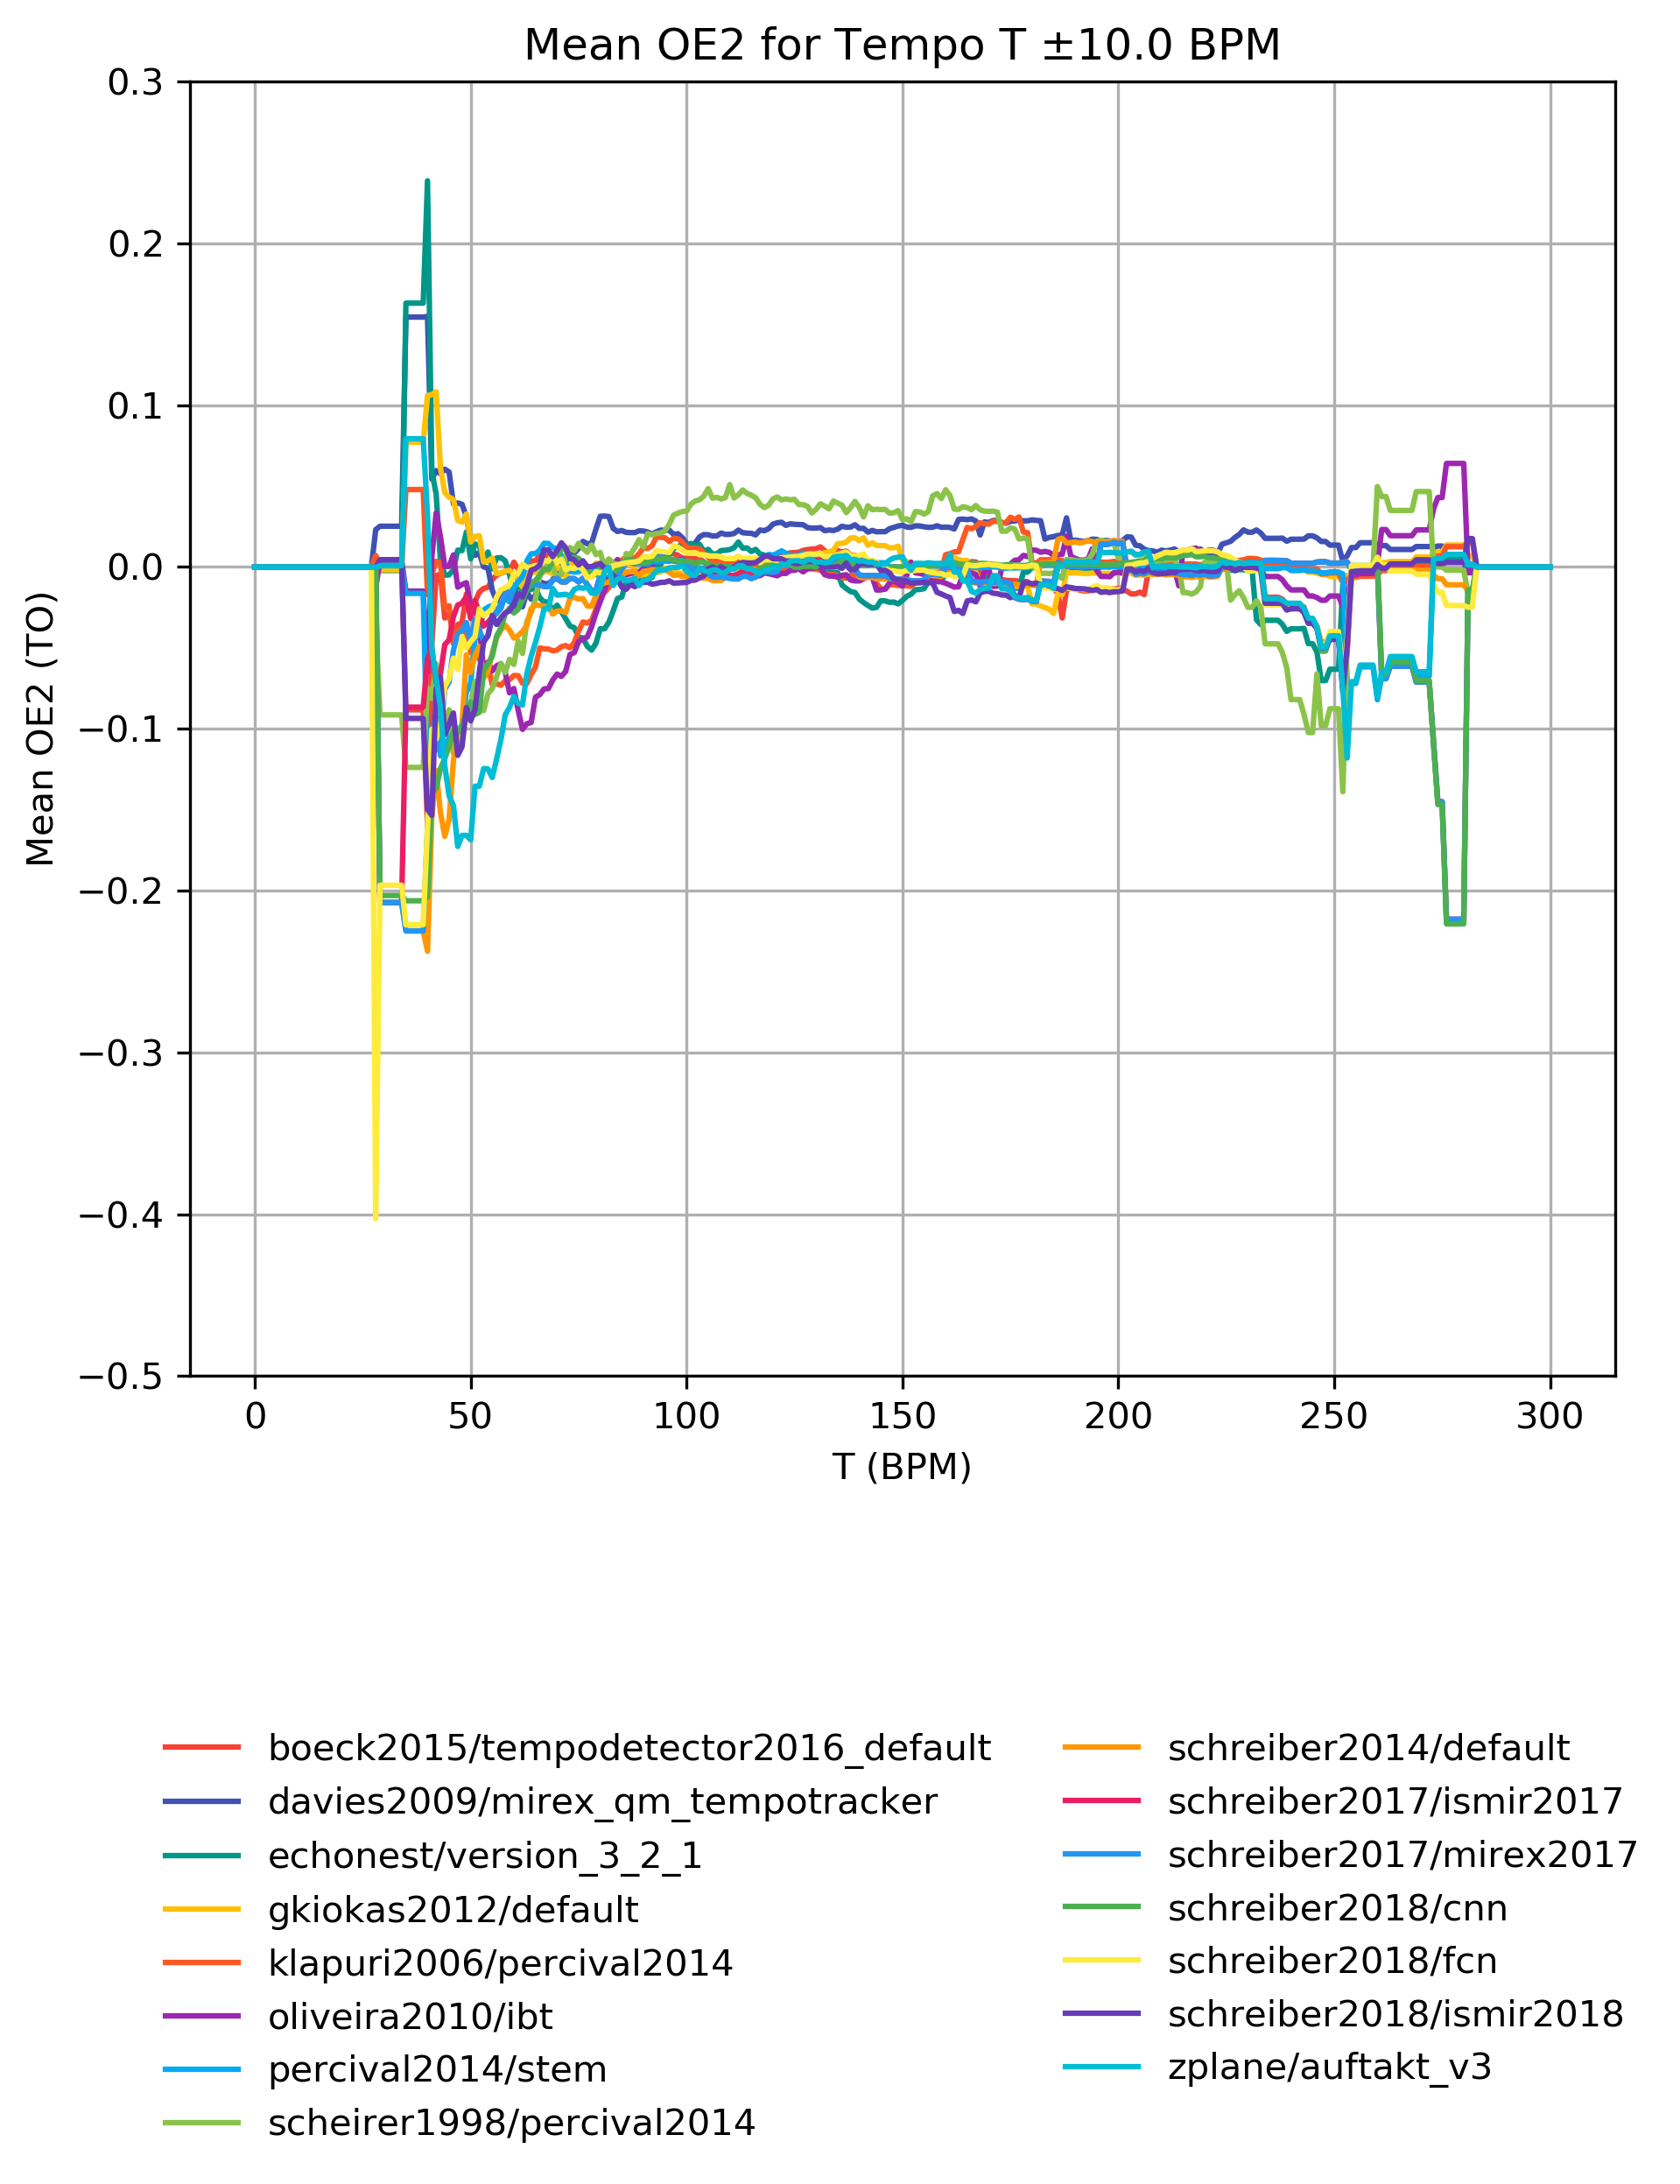 Mean OE2 for Tempo T ±10.0 BPM
0.3
0.2
0.1
0.0
−0.1
−0.2
−0.3
−0.4
−0.5
Mean OE2 (TO)
0 50 100 150 200 250 300
T (BPM)
boeck2015/tempodetector2016_default
davies2009/mirex_qm_tempotracker
echonest/version_3_2_1
gkiokas2012/default
klapuri2006/percival2014
oliveira2010/ibt
percival2014/stem
scheirer1998/percival2014
schreiber2014/default
schreiber2017/ismir2017
schreiber2017/mirex2017
schreiber2018/cnn
schreiber2018/fcn
schreiber2018/ismir2018
zplane/auftakt_v3